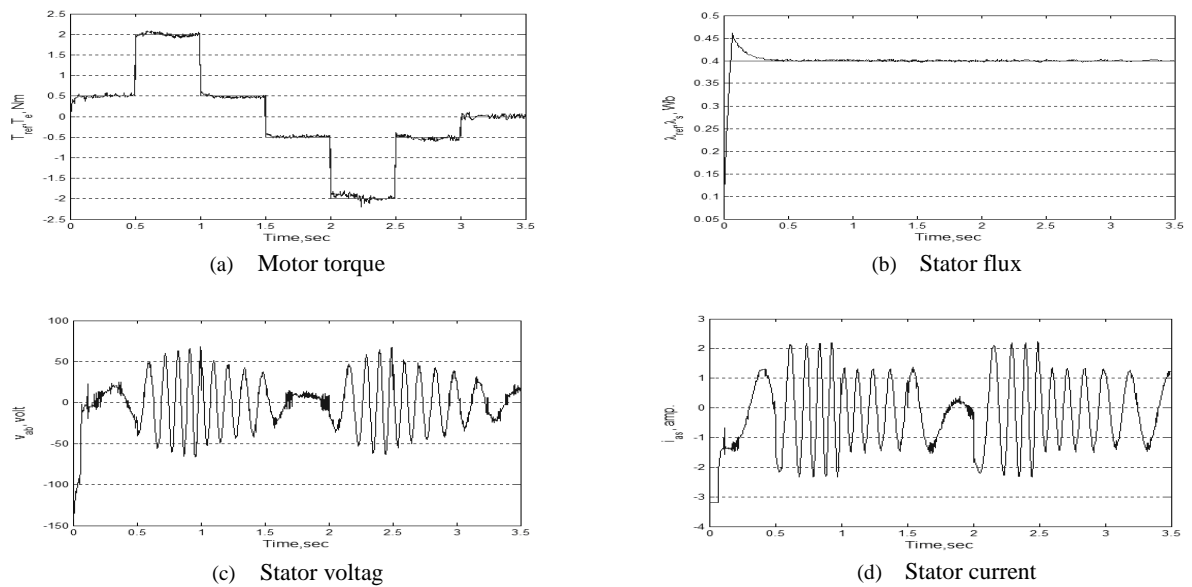 2.5
2
1.5
1
0.5
0
-0.5
-1
-1.5
-2
-2.5
T_ref,T_e, Nm
0 0.5 1 1.5 2 2.5 3 3.5
Time,sec
(a) Motor torque
0.5
0.45
0.4
0.35
0.3
0.25
0.2
0.15
0.1
0.05
λ_ref,λ_s, Wb
0 0.5 1 1.5 2 2.5 3 3.5
Time,sec
(b) Stator flux
100
50
0
-50
-100
-150
v_ab, volt
0 0.5 1 1.5 2 2.5 3 3.5
Time,sec
(c) Stator voltag
3
2
1
0
-1
-2
-3
-4
i_as, amp.
0 0.5 1 1.5 2 2.5 3 3.5
Time,sec
(d) Stator current